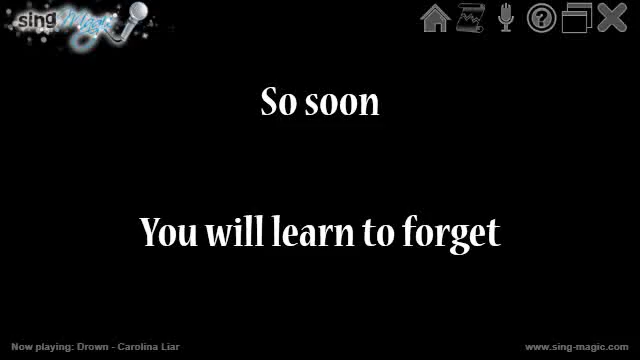 sing Magic
So soon
You will learn to forget
Now playing: Drown - Carolina Liar
www.sing-magic.com